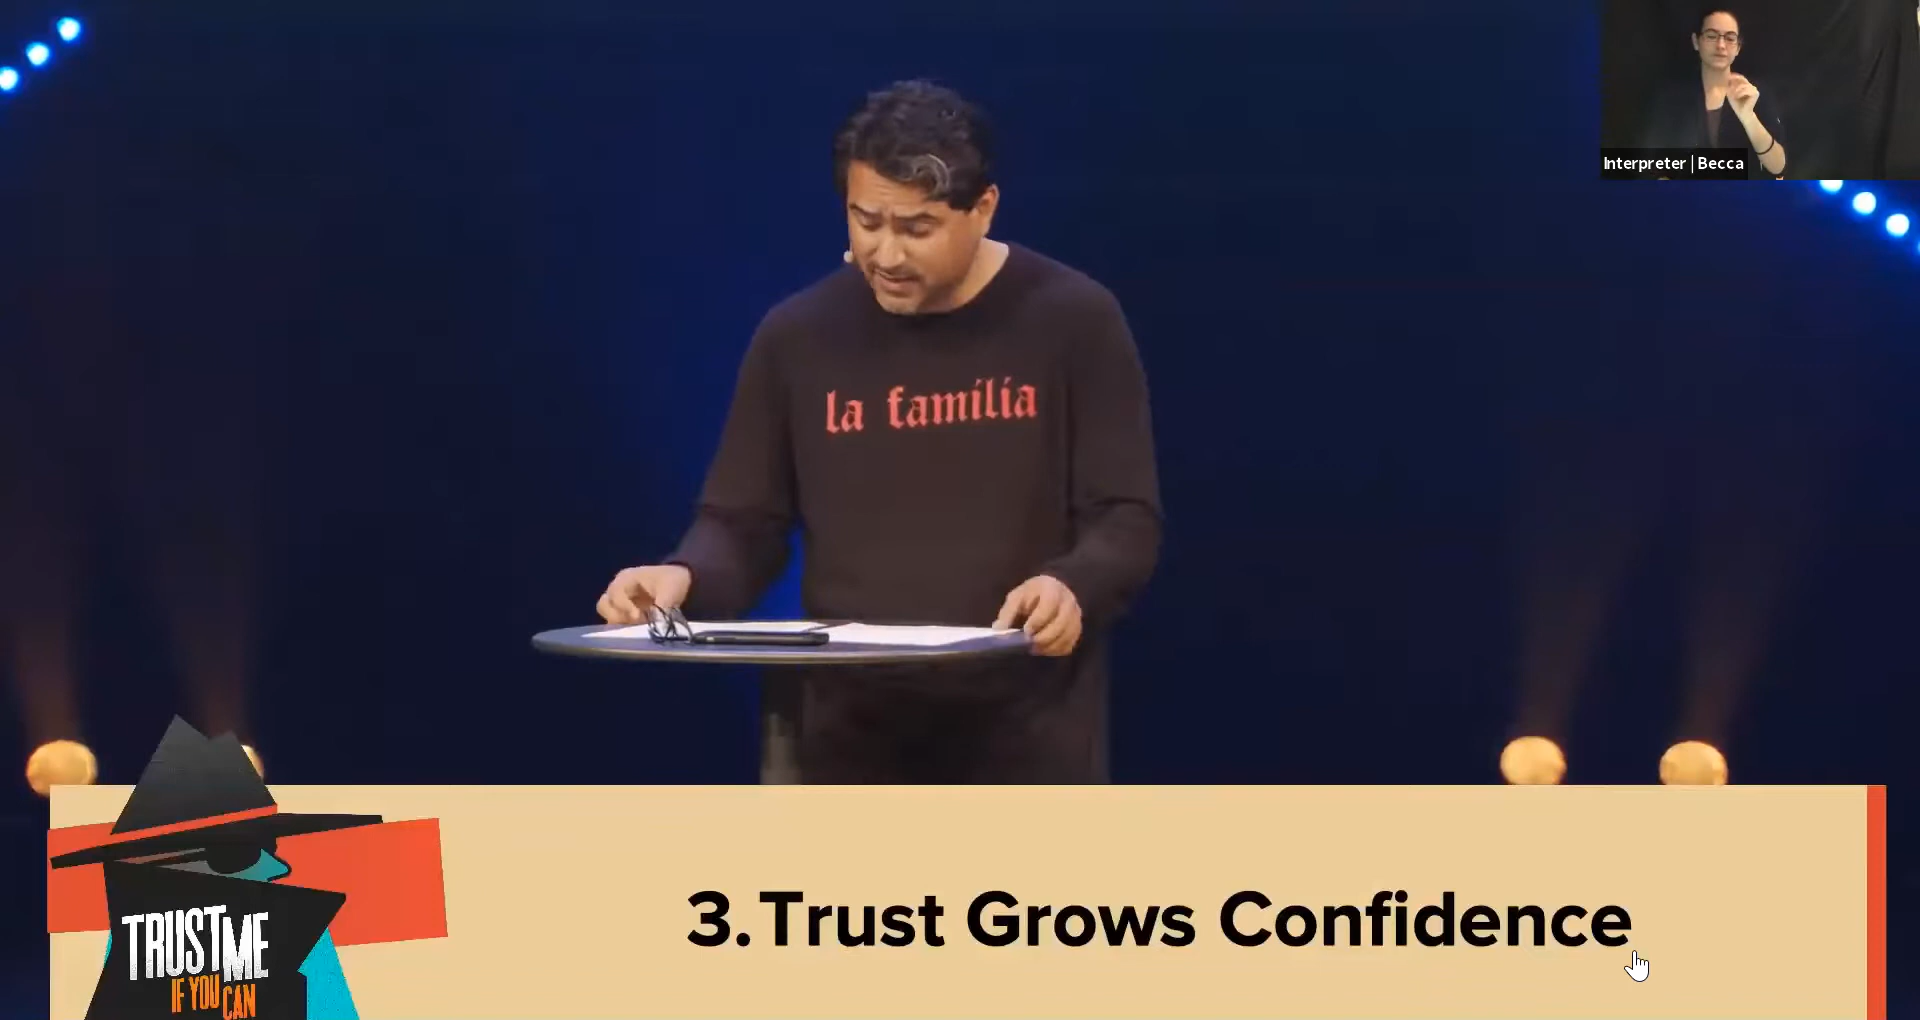 Interpreter | Becca
la familia
TRUST ME
IF YOU CAN
3. Trust Grows Confidence